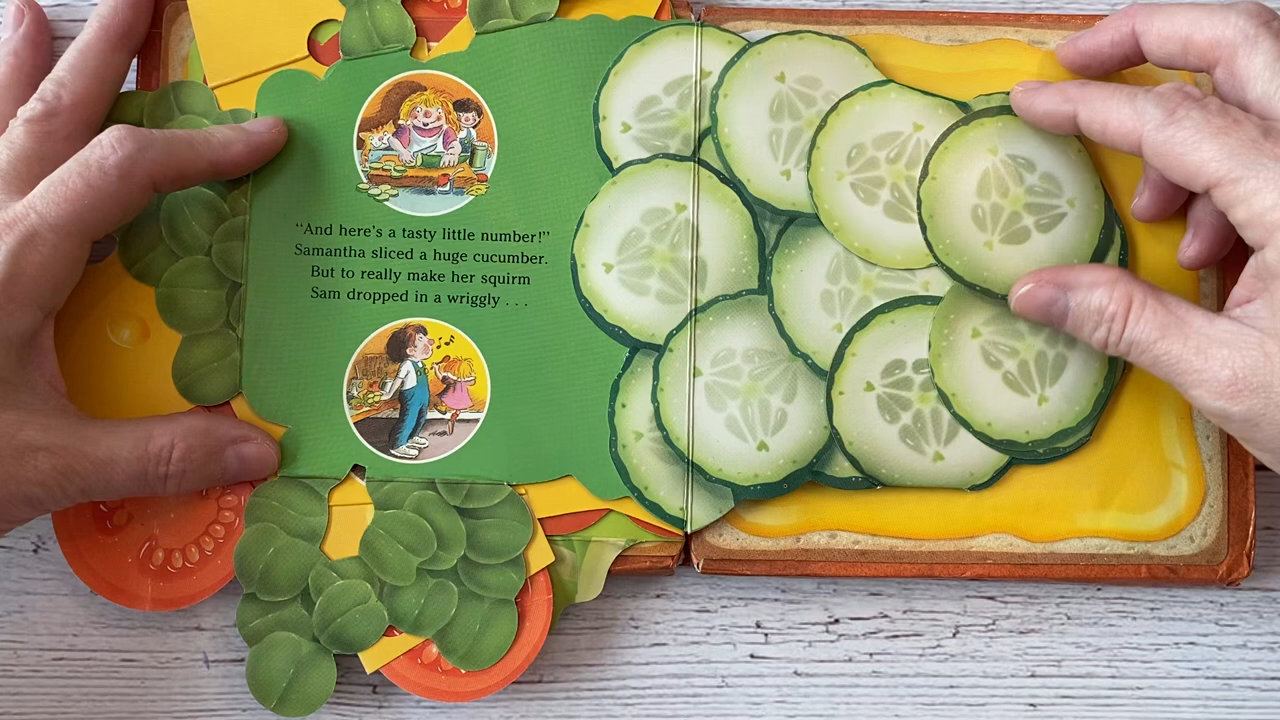 “And here’s a tasty little number!”
Samantha sliced a huge cucumber.
But to really make her squirm
Sam dropped in a wriggly . . .